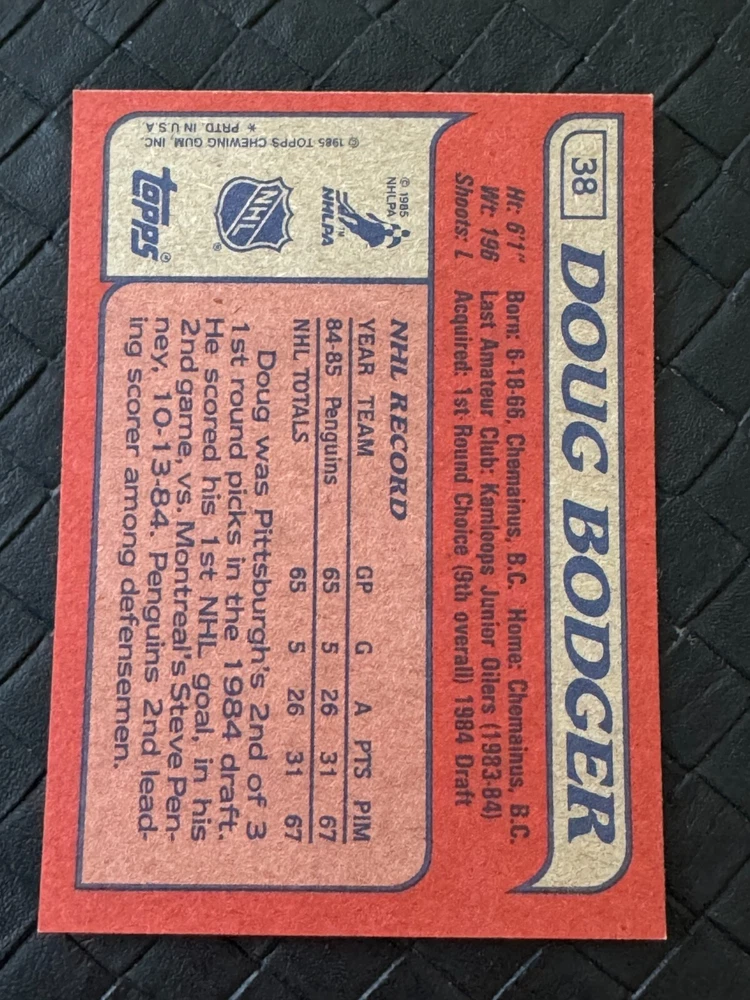 38 DOUG BODGER
Ht: 6'1" Born: 6-18-66, Chemainus, B.C. Home: Chemainus, B.C.
Wt: 196 Last Amateur Club: Kamloops Junior Oilers (1983-84)
Shoots: L Acquired: 1st Round Choice (9th overall) 1984 Draft
© 1985
NHLPA
NHLPA™
NHL®
TOPPS®
© 1985 TOPPS CHEWING GUM, INC
* PRTD. IN U.S.A
NHL RECORD
YEAR TEAM GP G A PTS PIM
84-85 Penguins 65 5 26 31 67
NHL TOTALS 65 5 26 31 67
Doug was Pittsburgh's 2nd of 3
1st round picks in the 1984 draft.
He scored his 1st NHL goal, in his
2nd game, vs. Montreal's Steve Pen-
ney, 10-13-84. Penguins 2nd lead-
ing scorer among defensemen.